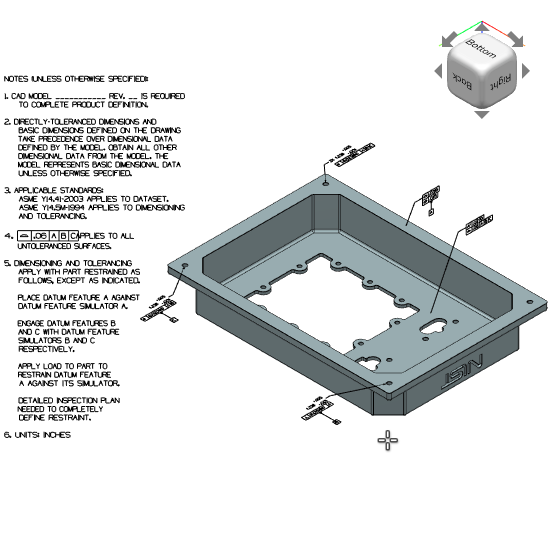 Bottom
Back
Right
NOTES (UNLESS OTHERWISE SPECIFIED):
1. CAD MODEL ___________ REV. __ IS REQUIRED
TO COMPLETE PRODUCT DEFINITION.
2. DIRECTLY-TOLERANCED DIMENSIONS AND
BASIC DIMENSIONS DEFINED ON THE DRAWING
TAKE PRECEDENCE OVER DIMENSIONAL DATA
DEFINED BY THE MODEL. OBTAIN ALL OTHER
DIMENSIONAL DATA FROM THE MODEL. THE
MODEL REPRESENTS BASIC DIMENSIONAL DATA
UNLESS OTHERWISE SPECIFIED.
3. APPLICABLE STANDARDS:
ASME Y14.41-2003 APPLIES TO DATASET.
ASME Y14.5M-1994 APPLIES TO DIMENSIONING
AND TOLERANCING.
4. ⌓ .06 A B C APPLIES TO ALL
UNTOLERANCED SURFACES.
5. DIMENSIONING AND TOLERANCING
APPLY WITH PART RESTRAINED AS
FOLLOWS, EXCEPT AS INDICATED.
PLACE DATUM FEATURE A AGAINST
DATUM FEATURE SIMULATOR A.
ENGAGE DATUM FEATURES B
AND C WITH DATUM FEATURE
SIMULATORS B AND C
RESPECTIVELY.
APPLY LOAD TO PART TO
RESTRAIN DATUM FEATURE
A AGAINST ITS SIMULATOR.
DETAILED INSPECTION PLAN
NEEDED TO COMPLETELY
DEFINE RESTRAINT.
6. UNITS: INCHES
NIST